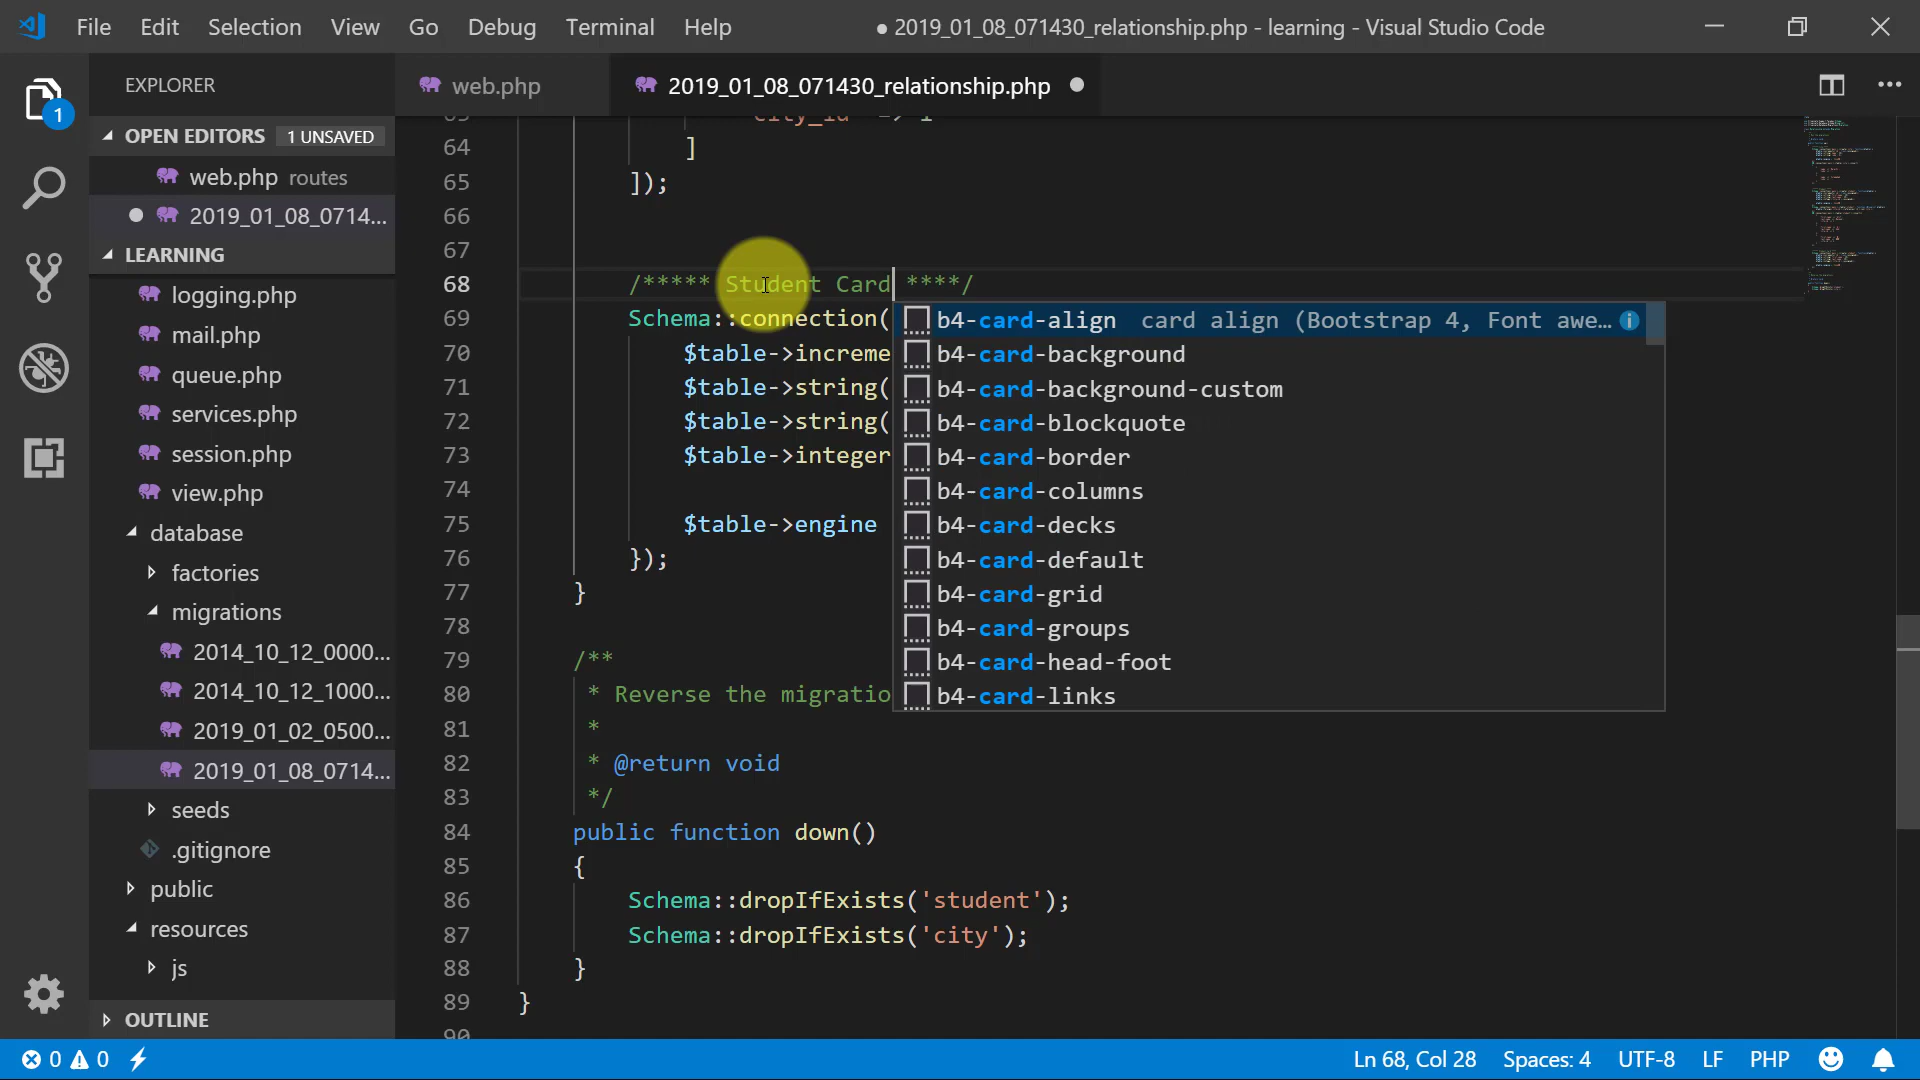 File Edit Selection View Go Debug Terminal Help
● 2019_01_08_071430_relationship.php - learning - Visual Studio Code
1
EXPLORER
OPEN EDITORS 1 UNSAVED
web.php routes
2019_01_08_0714...
LEARNING
logging.php
mail.php
queue.php
services.php
session.php
view.php
database
factories
migrations
2014_10_12_0000...
2014_10_12_1000...
2019_01_02_0500...
2019_01_08_0714...
seeds
.gitignore
public
resources
js
OUTLINE
web.php
2019_01_08_071430_relationship.php
64 ]
65 ]);
66
67
68 /***** Student Card ****/
69 Schema::connection(
70 $table->increme
71 $table->string(
72 $table->string(
73 $table->integer
74
75 $table->engine
76 });
77 }
78
79 /**
80 * Reverse the migratio
81 *
82 * @return void
83 */
84 public function down()
85 {
86 Schema::dropIfExists('student');
87 Schema::dropIfExists('city');
88 }
89 }
90
b4-card-align card align (Bootstrap 4, Font awe...
b4-card-background
b4-card-background-custom
b4-card-blockquote
b4-card-border
b4-card-columns
b4-card-decks
b4-card-default
b4-card-grid
b4-card-groups
b4-card-head-foot
b4-card-links
0 0
Ln 68, Col 28 Spaces: 4 UTF-8 LF PHP